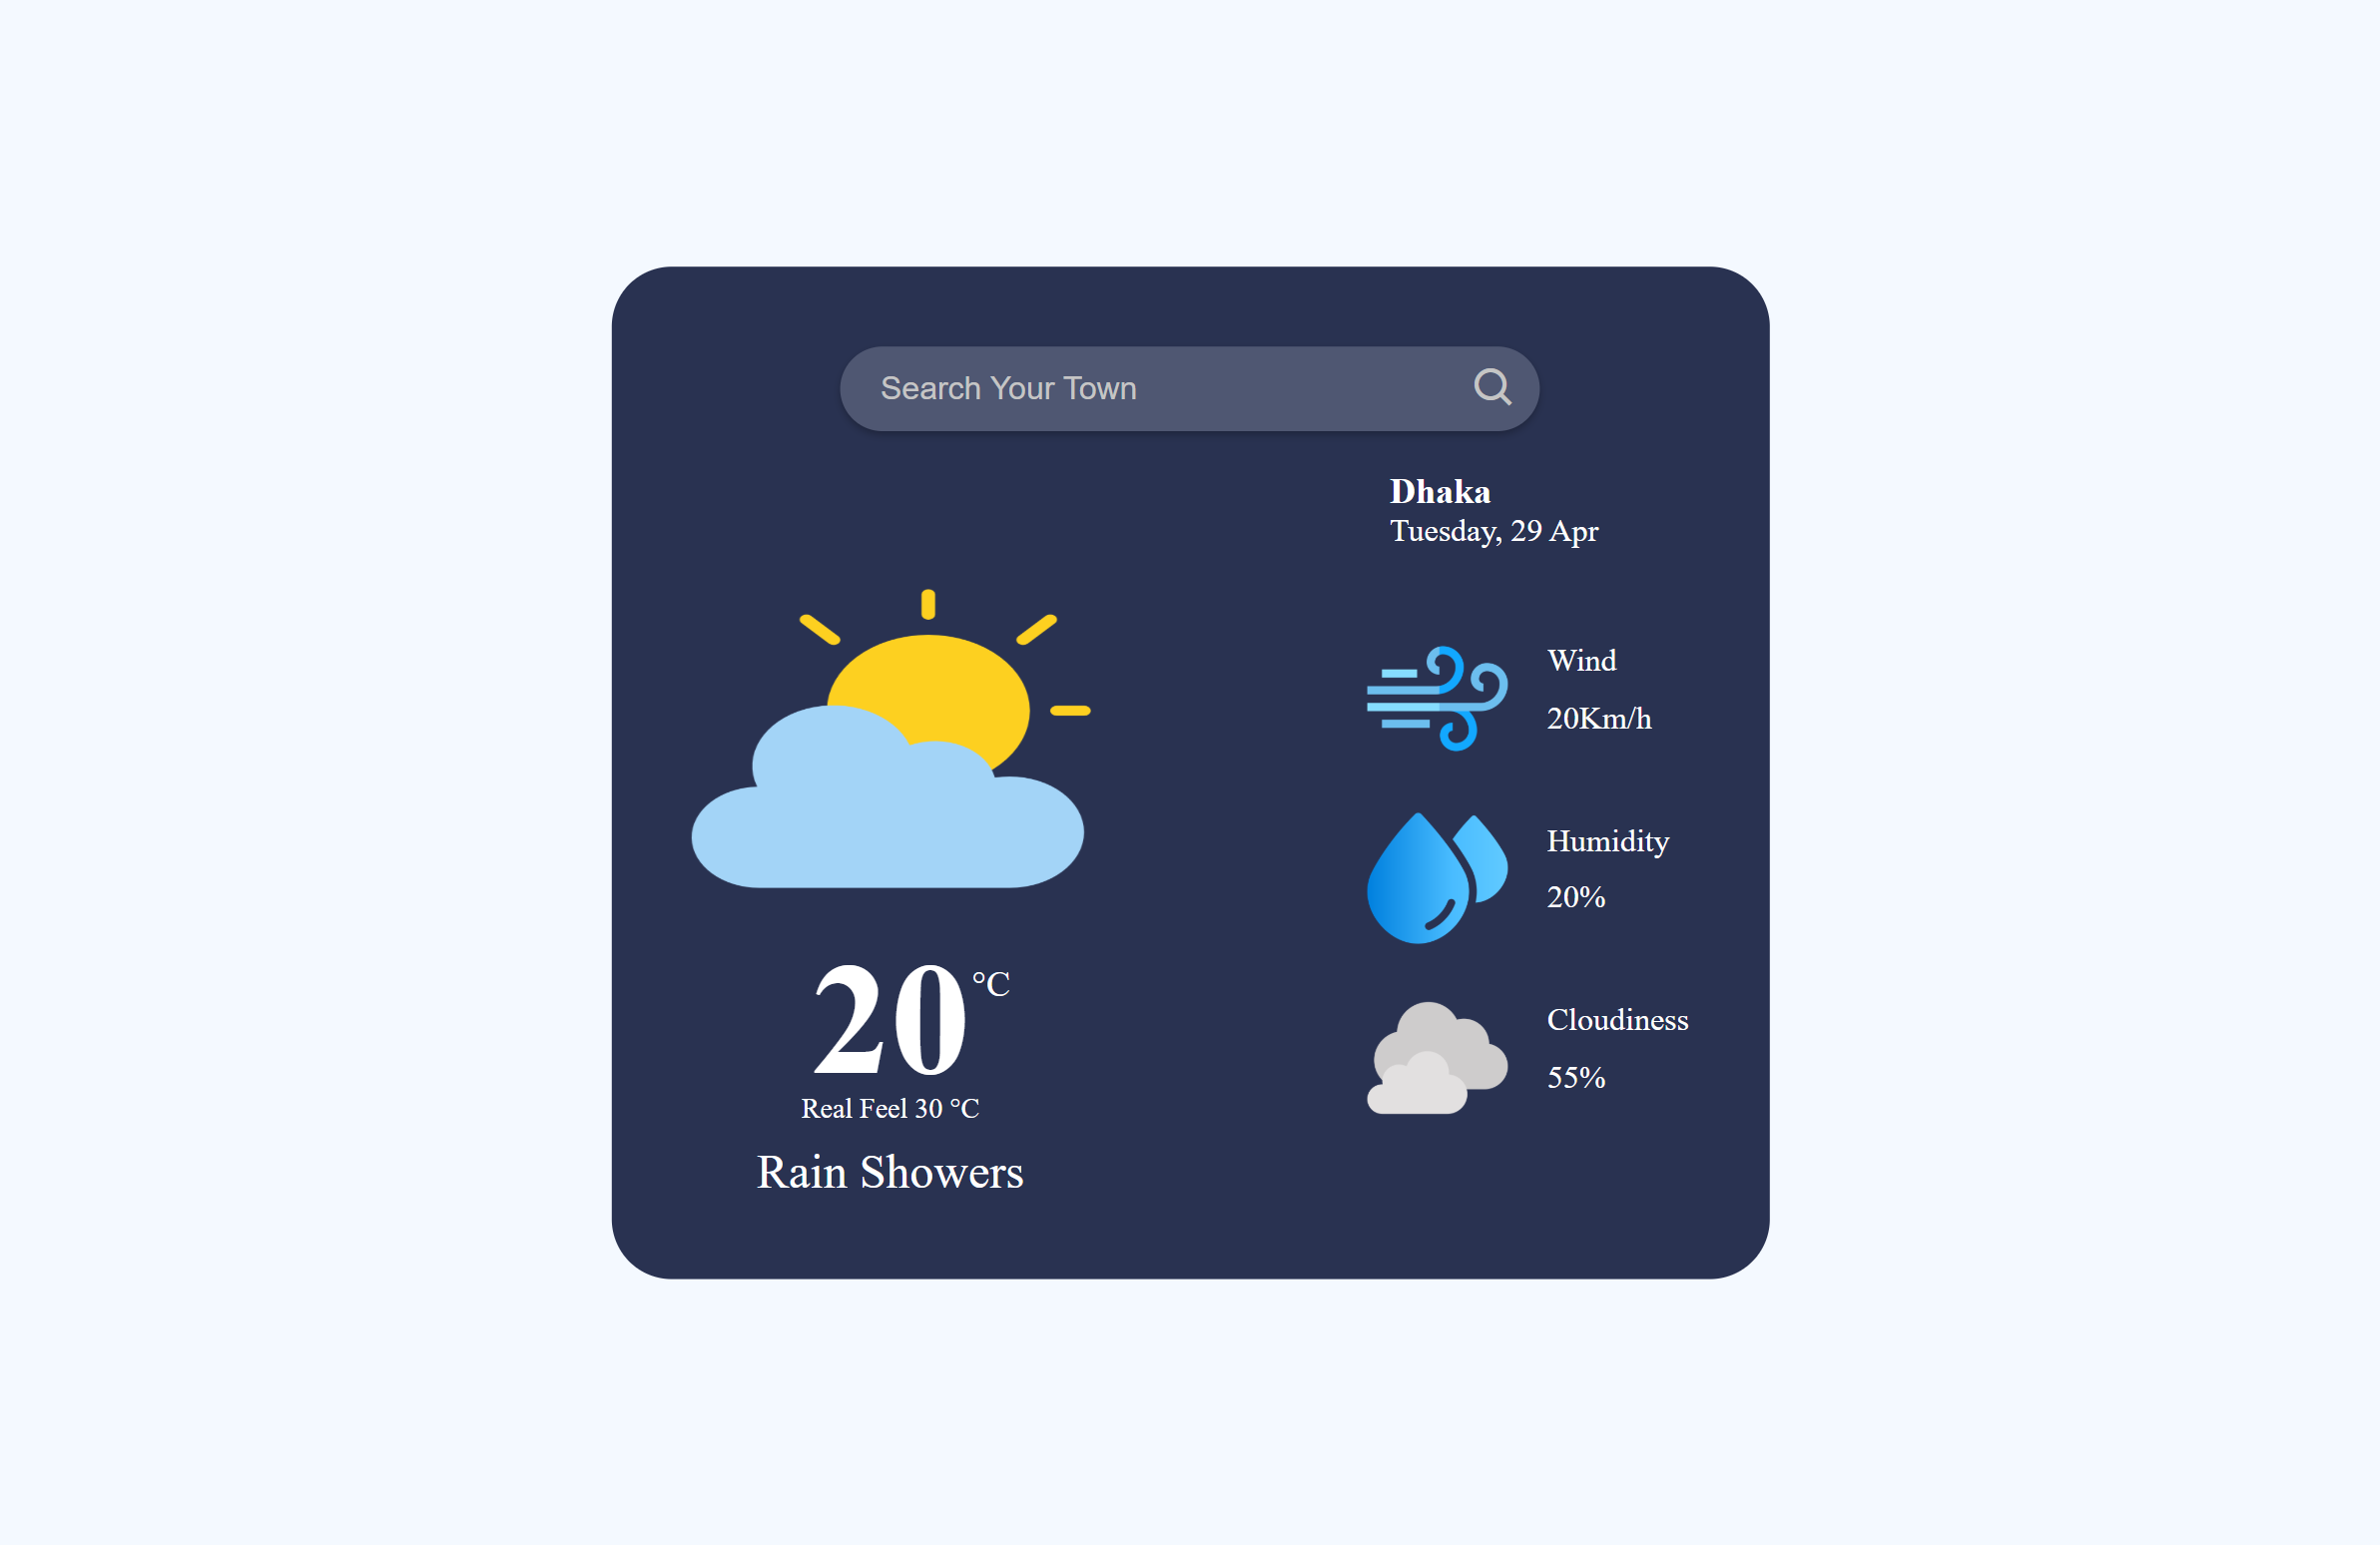 Search Your Town
Dhaka
Tuesday, 29 Apr
Wind
20Km/h
Humidity
20%
Cloudiness
55%
20 °C
Real Feel 30 °C
Rain Showers